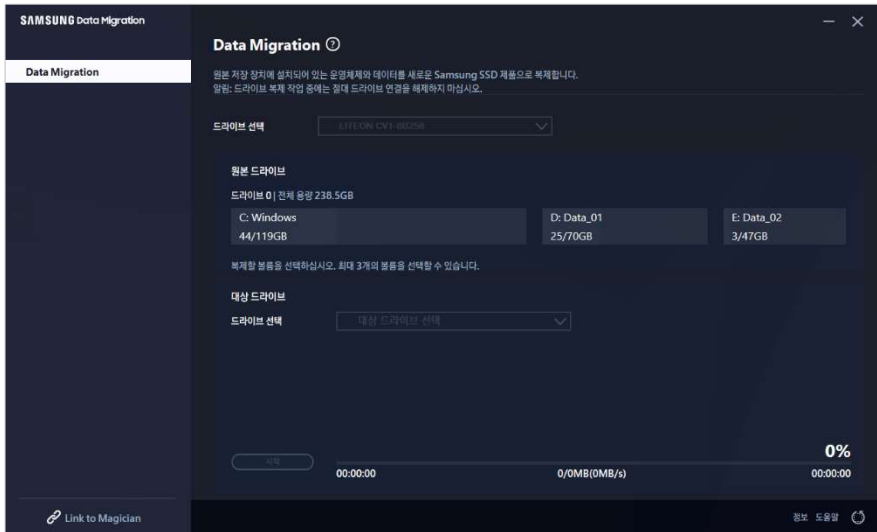 SAMSUNG Data Migration
Data Migration
Data Migration ?
원본 저장 장치에 설치되어 있는 운영체제와 데이터를 새로운 Samsung SSD 제품으로 복제합니다.
알림: 드라이브 복제 작업 중에는 절대 드라이브 연결을 해제하지 마십시오.
드라이브 선택
LITEON CV1-8B256
원본 드라이브
드라이브 0 | 전체 용량 238.5GB
C: Windows
44/119GB
D: Data_01
25/70GB
E: Data_02
3/47GB
복제할 볼륨을 선택하십시오. 최대 3개의 볼륨을 선택할 수 있습니다.
대상 드라이브
드라이브 선택
대상 드라이브 선택
0%
시작
00:00:00
0/0MB(0MB/s)
00:00:00
Link to Magician
정보 도움말